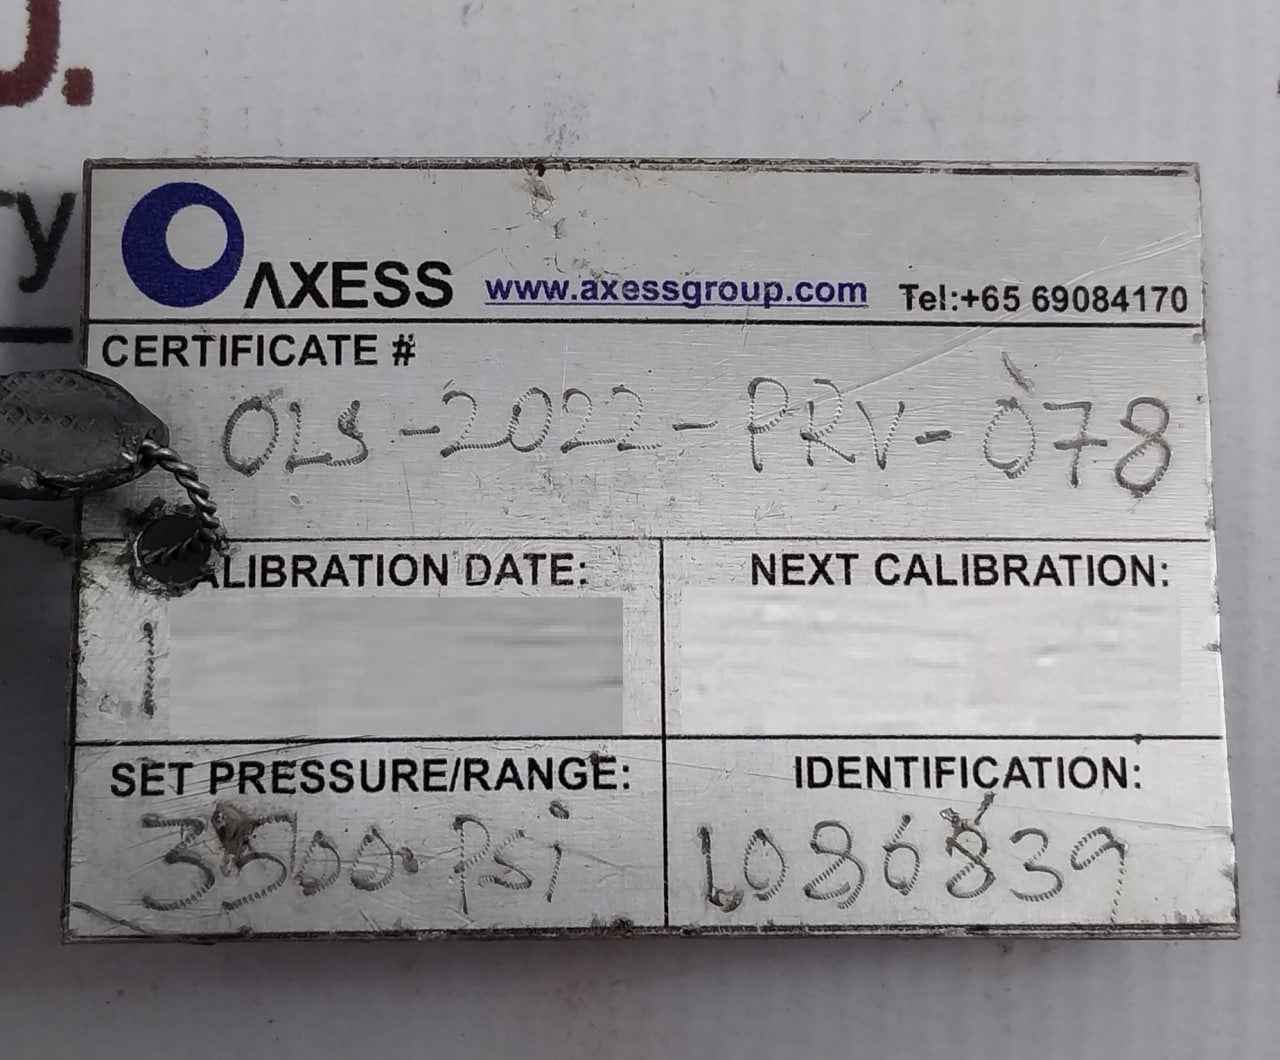 AXESS www.axessgroup.com Tel:+65 69084170
CERTIFICATE #
OLS-2022-PRV-078
ALIBRATION DATE: NEXT CALIBRATION:
1
SET PRESSURE/RANGE: IDENTIFICATION:
3500 Psi 1086839